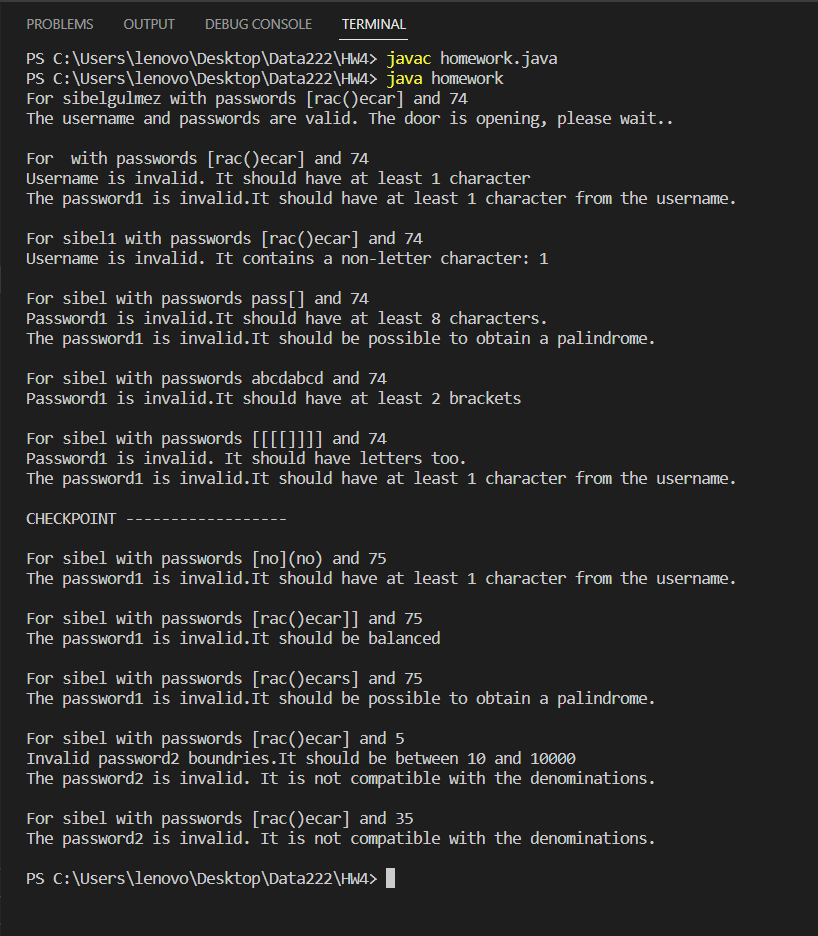 PROBLEMS OUTPUT DEBUG CONSOLE TERMINAL
PS C:\Users\lenovo\Desktop\Data222\HW4> javac homework.java
PS C:\Users\lenovo\Desktop\Data222\HW4> java homework
For sibelgulmez with passwords [rac()ecar] and 74
The username and passwords are valid. The door is opening, please wait..

For  with passwords [rac()ecar] and 74
Username is invalid. It should have at least 1 character
The password1 is invalid.It should have at least 1 character from the username.

For sibel1 with passwords [rac()ecar] and 74
Username is invalid. It contains a non-letter character: 1

For sibel with passwords pass[] and 74
Password1 is invalid.It should have at least 8 characters.
The password1 is invalid.It should be possible to obtain a palindrome.

For sibel with passwords abcdabcd and 74
Password1 is invalid.It should have at least 2 brackets

For sibel with passwords [[[[]]]] and 74
Password1 is invalid. It should have letters too.
The password1 is invalid.It should have at least 1 character from the username.

CHECKPOINT ------------------

For sibel with passwords [no](no) and 75
The password1 is invalid.It should have at least 1 character from the username.

For sibel with passwords [rac()ecar]] and 75
The password1 is invalid.It should be balanced

For sibel with passwords [rac()ecars] and 75
The password1 is invalid.It should be possible to obtain a palindrome.

For sibel with passwords [rac()ecar] and 5
Invalid password2 boundries.It should be between 10 and 10000
The password2 is invalid. It is not compatible with the denominations.

For sibel with passwords [rac()ecar] and 35
The password2 is invalid. It is not compatible with the denominations.

PS C:\Users\lenovo\Desktop\Data222\HW4>